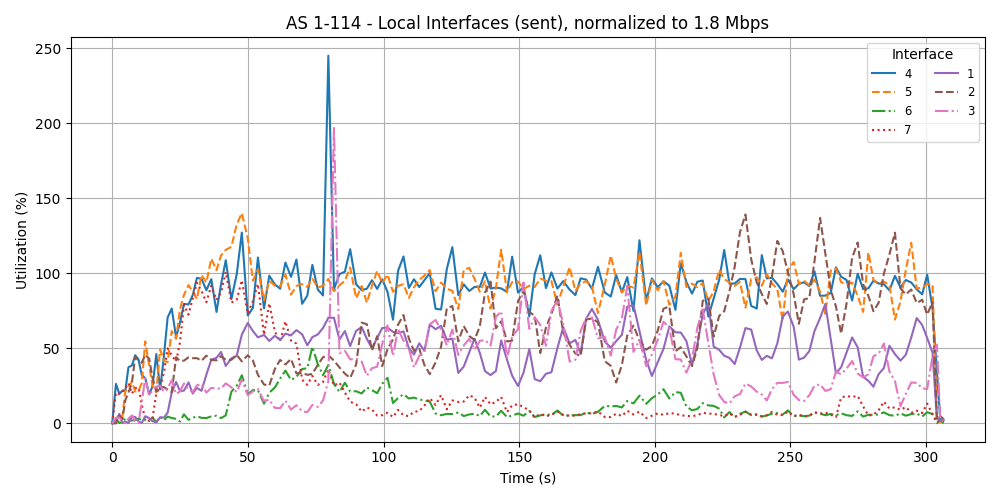 AS 1-114 - Local Interfaces (sent), normalized to 1.8 Mbps
Utilization (%)
250
200
150
100
50
0
0 50 100 150 200 250 300
Time (s)
Interface
4 1
5 2
6 3
7